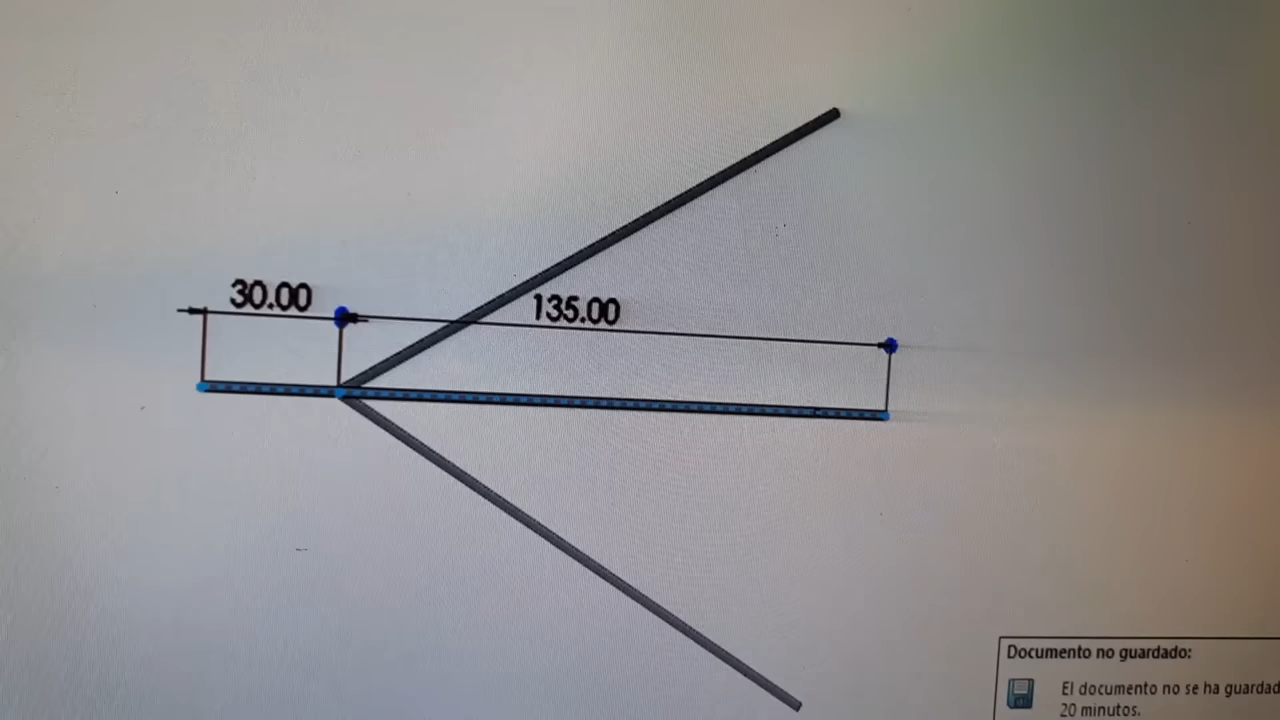 30.00
135.00
Documento no guardado:
El documento no se ha guardad
20 minutos.